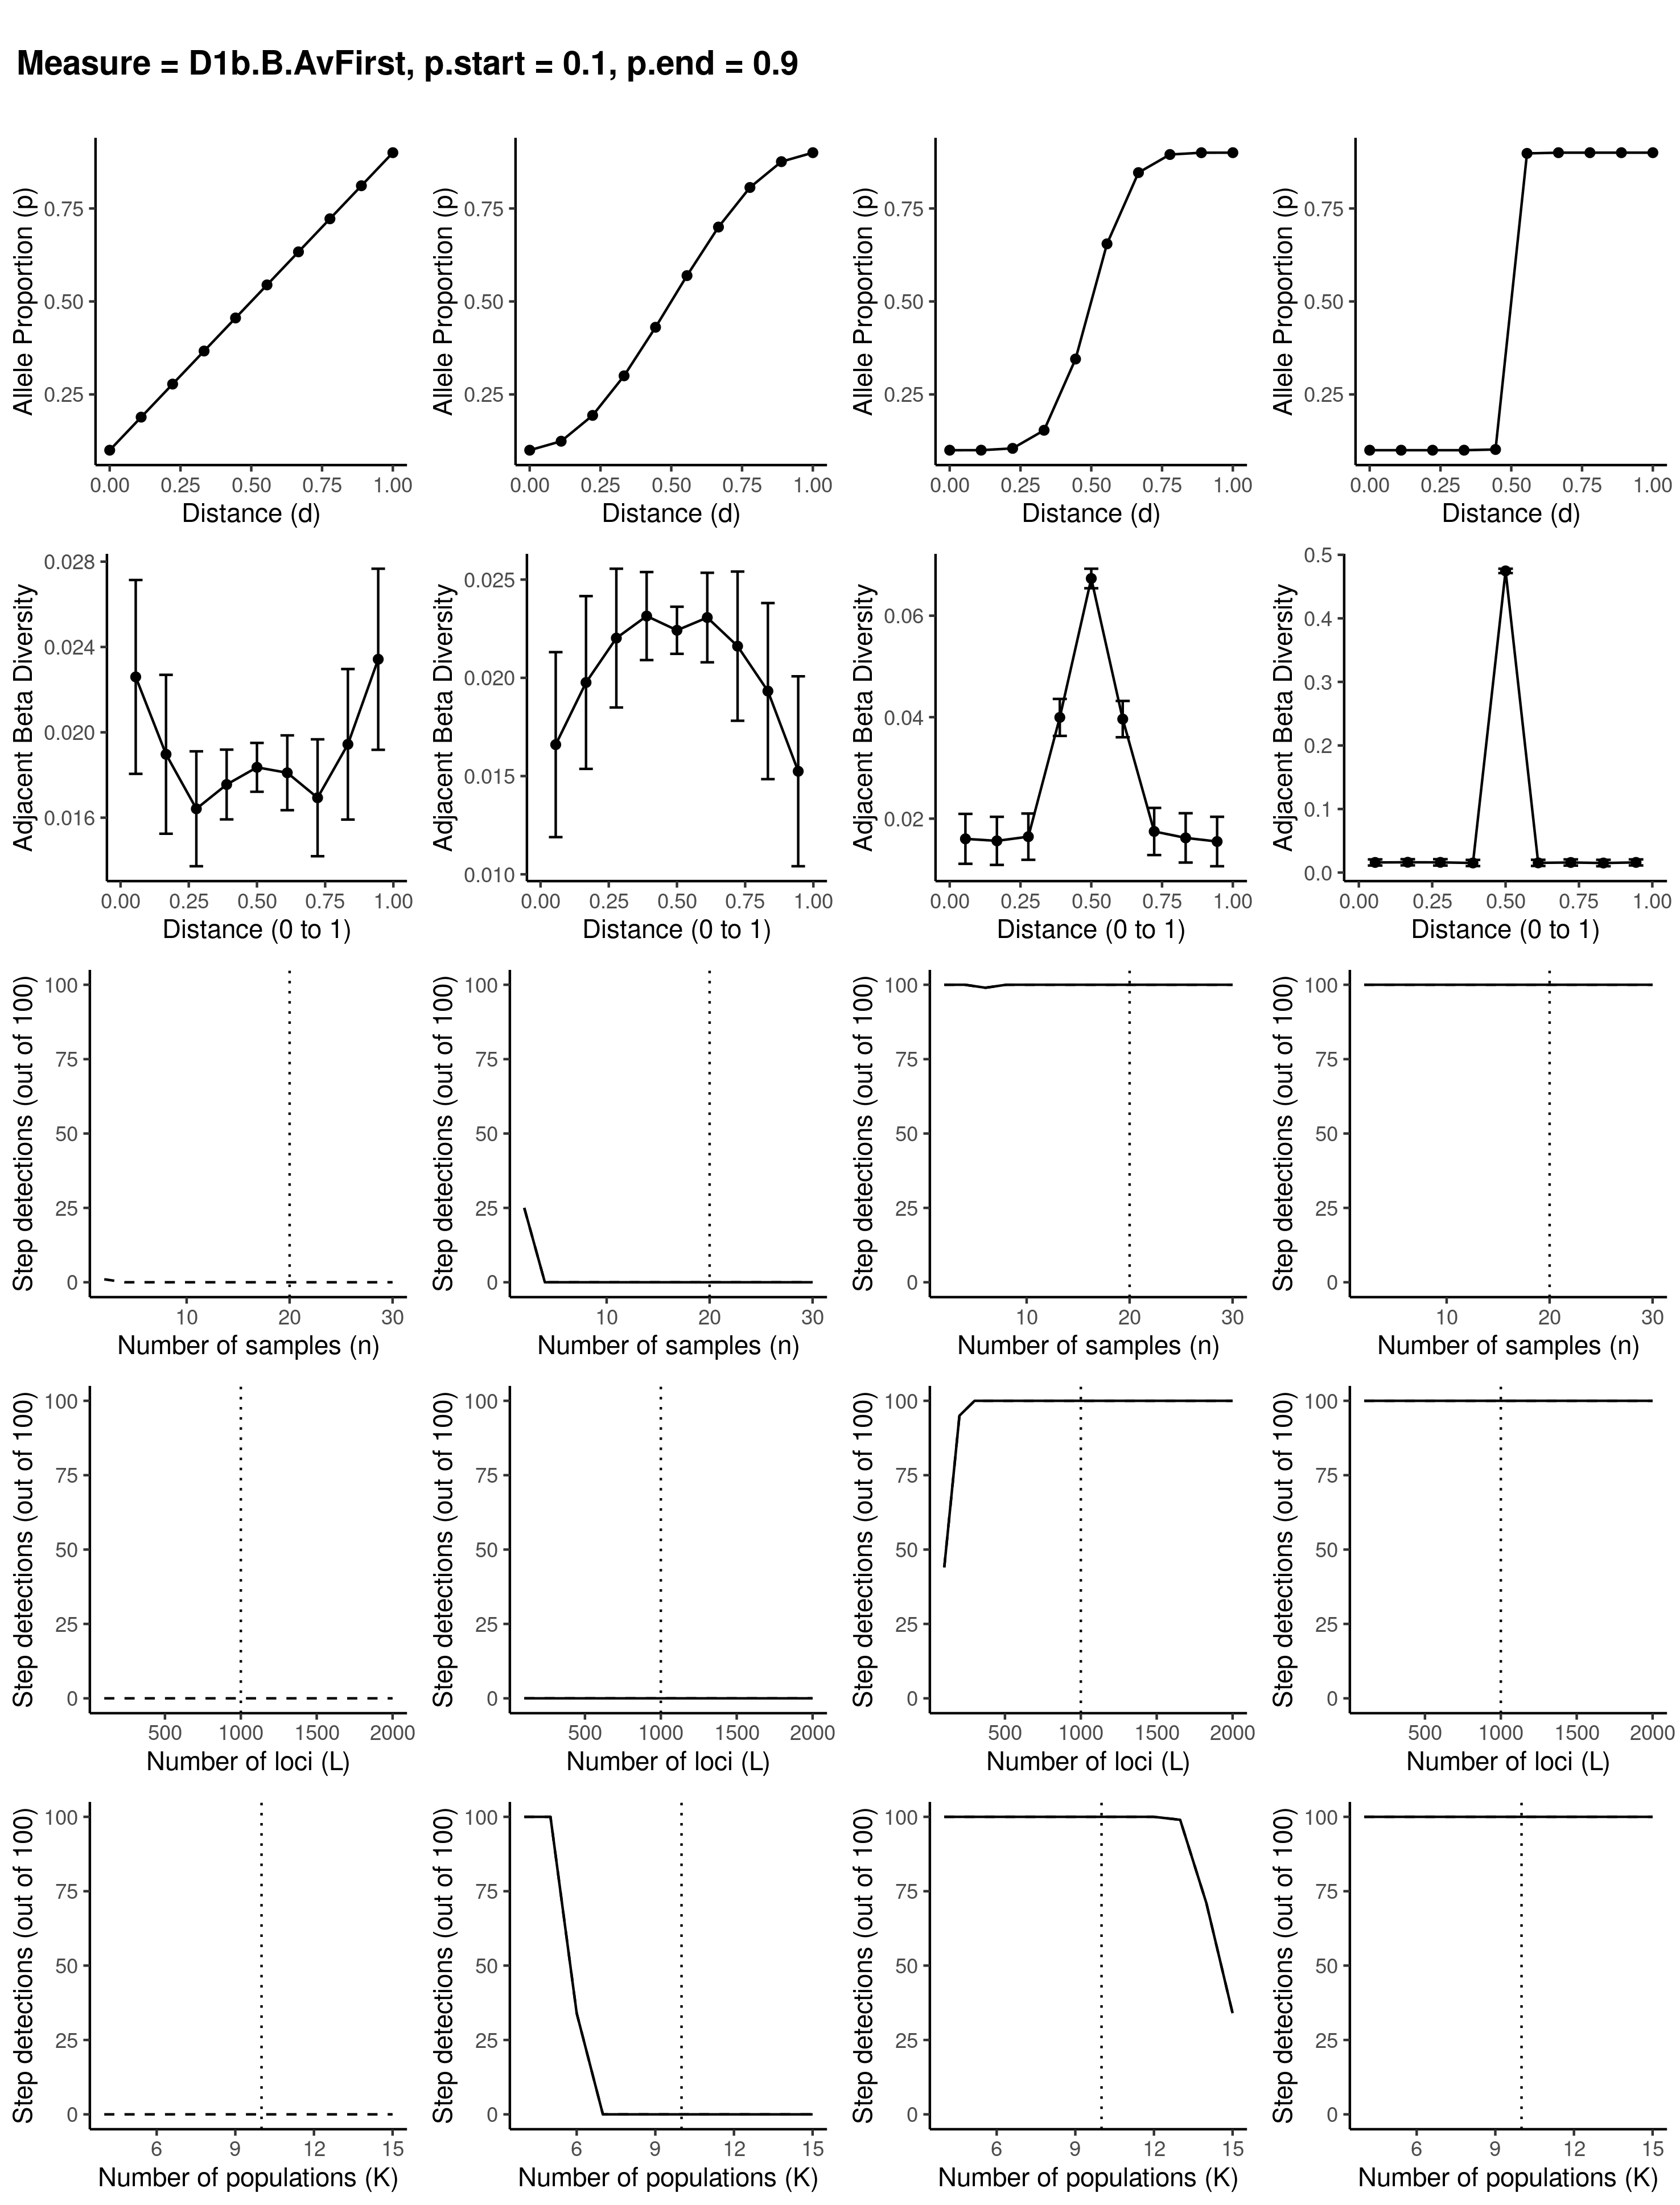 Measure = D1b.B.AvFirst, p.start = 0.1, p.end = 0.9
Allele Proportion (p)
0.75
0.50
0.25
0.00 0.25 0.50 0.75 1.00
Distance (d)
Allele Proportion (p)
0.75
0.50
0.25
0.00 0.25 0.50 0.75 1.00
Distance (d)
Allele Proportion (p)
0.75
0.50
0.25
0.00 0.25 0.50 0.75 1.00
Distance (d)
Allele Proportion (p)
0.75
0.50
0.25
0.00 0.25 0.50 0.75 1.00
Distance (d)
Adjacent Beta Diversity
0.028
0.024
0.020
0.016
0.00 0.25 0.50 0.75 1.00
Distance (0 to 1)
Adjacent Beta Diversity
0.025
0.020
0.015
0.010
0.00 0.25 0.50 0.75 1.00
Distance (0 to 1)
Adjacent Beta Diversity
0.06
0.04
0.02
0.00 0.25 0.50 0.75 1.00
Distance (0 to 1)
Adjacent Beta Diversity
0.5
0.4
0.3
0.2
0.1
0.0
0.00 0.25 0.50 0.75 1.00
Distance (0 to 1)
Step detections (out of 100)
100
75
50
25
0
10 20 30
Number of samples (n)
Step detections (out of 100)
100
75
50
25
0
10 20 30
Number of samples (n)
Step detections (out of 100)
100
75
50
25
0
10 20 30
Number of samples (n)
Step detections (out of 100)
100
75
50
25
0
10 20 30
Number of samples (n)
Step detections (out of 100)
100
75
50
25
0
500 1000 1500 2000
Number of loci (L)
Step detections (out of 100)
100
75
50
25
0
500 1000 1500 2000
Number of loci (L)
Step detections (out of 100)
100
75
50
25
0
500 1000 1500 2000
Number of loci (L)
Step detections (out of 100)
100
75
50
25
0
500 1000 1500 2000
Number of loci (L)
Step detections (out of 100)
100
75
50
25
0
6 9 12 15
Number of populations (K)
Step detections (out of 100)
100
75
50
25
0
6 9 12 15
Number of populations (K)
Step detections (out of 100)
100
75
50
25
0
6 9 12 15
Number of populations (K)
Step detections (out of 100)
100
75
50
25
0
6 9 12 15
Number of populations (K)